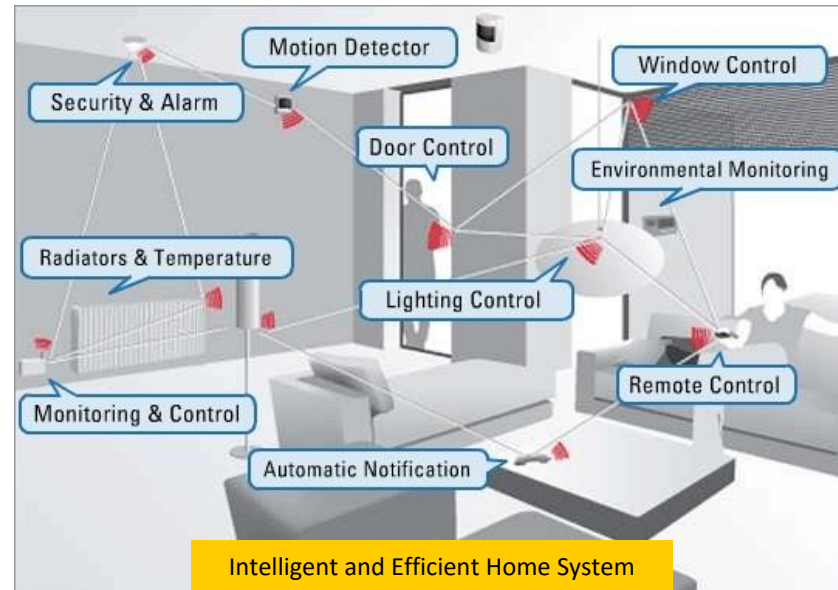 Motion Detector
Window Control
Security & Alarm
Door Control
Environmental Monitoring
Radiators & Temperature
Lighting Control
Remote Control
Monitoring & Control
Automatic Notification
Intelligent and Efficient Home System